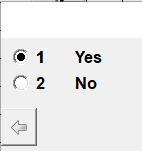 1 Yes
2 No